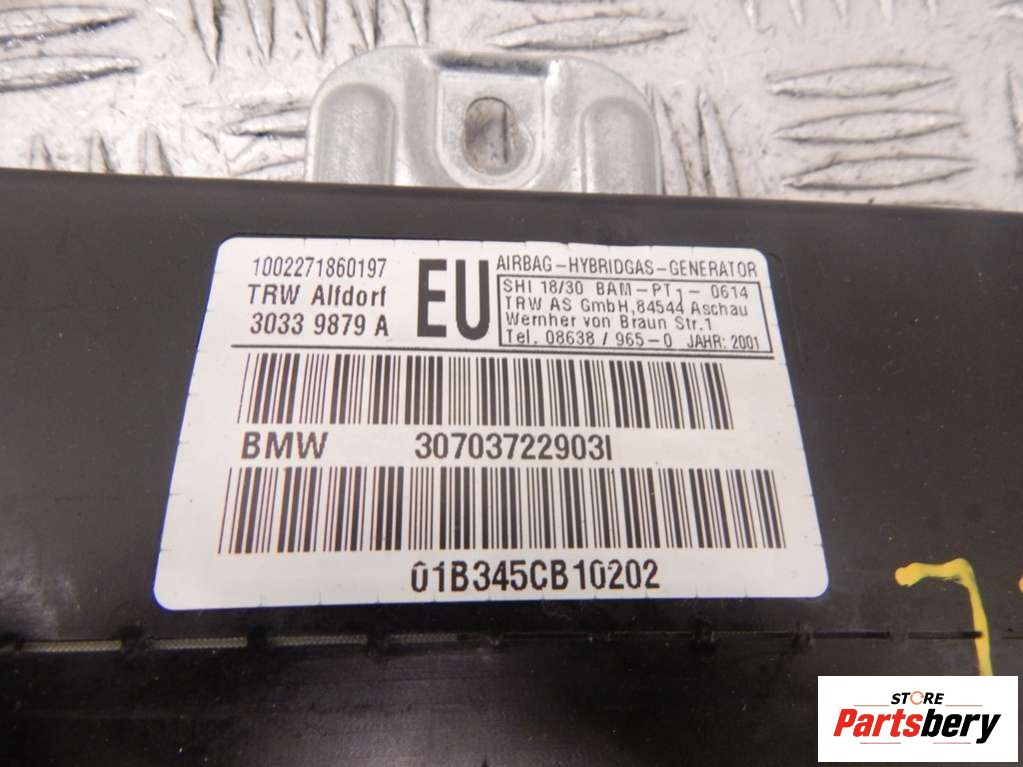 1002271860197
TRW Alfdorf
3033 9879 A
EU
AIRBAG-HYBRIDGAS-GENERATOR
SHI 18/30 BAM-PT1-0614
TRW AS GmbH,84544 Aschau
Wernher von Braun Str.1
Tel. 08638 / 965-0 JAHR: 2001
BMW 30703722903I
01B345CB10202
STORE
Partsbery